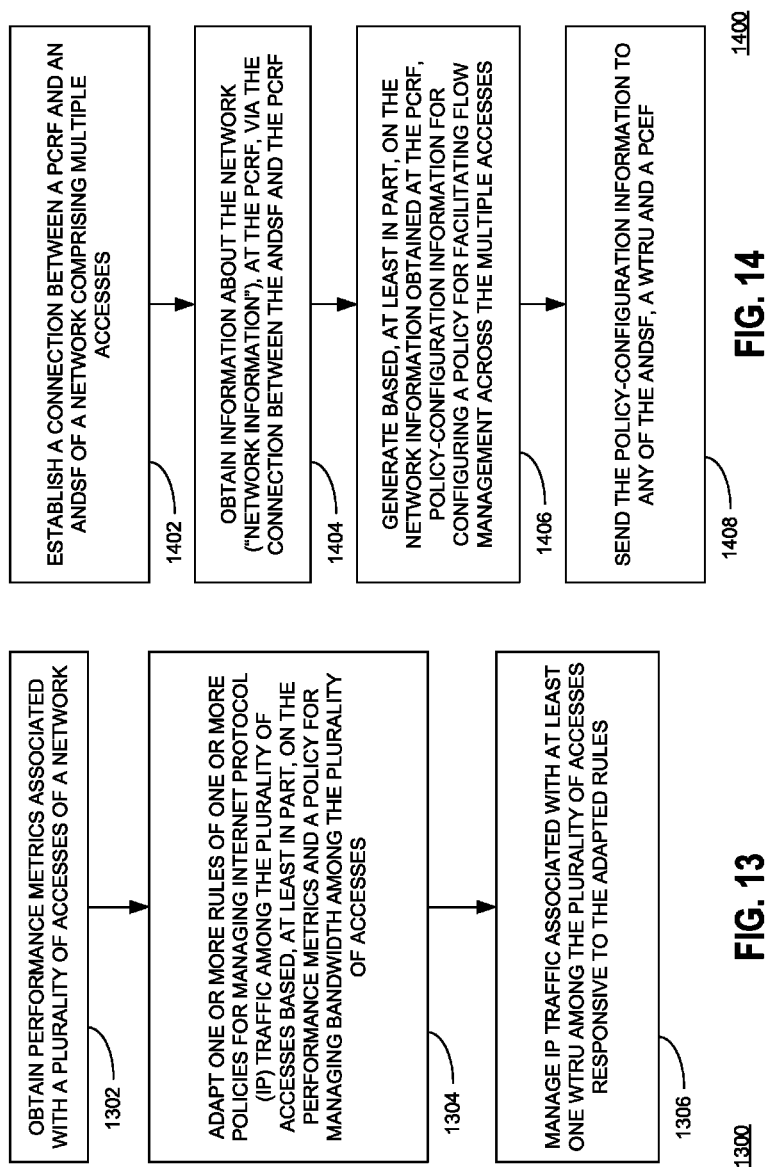 OBTAIN PERFORMANCE METRICS ASSOCIATED
WITH A PLURALITY OF ACCESSES OF A NETWORK
1302
ADAPT ONE OR MORE RULES OF ONE OR MORE
POLICIES FOR MANAGING INTERNET PROTOCOL
(IP) TRAFFIC AMONG THE PLURALITY OF
ACCESSES BASED, AT LEAST IN PART, ON THE
PERFORMANCE METRICS AND A POLICY FOR
MANAGING BANDWIDTH AMONG THE PLURALITY
OF ACCESSES
1304
MANAGE IP TRAFFIC ASSOCIATED WITH AT LEAST
ONE WTRU AMONG THE PLURALITY OF ACCESSES
RESPONSIVE TO THE ADAPTED RULES
1306
1300
FIG. 13
ESTABLISH A CONNECTION BETWEEN A PCRF AND AN
ANDSF OF A NETWORK COMPRISING MULTIPLE
ACCESSES
1402
OBTAIN INFORMATION ABOUT THE NETWORK
("NETWORK INFORMATION"), AT THE PCRF, VIA THE
CONNECTION BETWEEN THE ANDSF AND THE PCRF
1404
GENERATE BASED, AT LEAST IN PART, ON THE
NETWORK INFORMATION OBTAINED AT THE PCRF,
POLICY-CONFIGURATION INFORMATION FOR
CONFIGURING A POLICY FOR FACILITATING FLOW
MANAGEMENT ACROSS THE MULTIPLE ACCESSES
1406
SEND THE POLICY-CONFIGURATION INFORMATION TO
ANY OF THE ANDSF, A WTRU AND A PCEF
1408
FIG. 14
1400